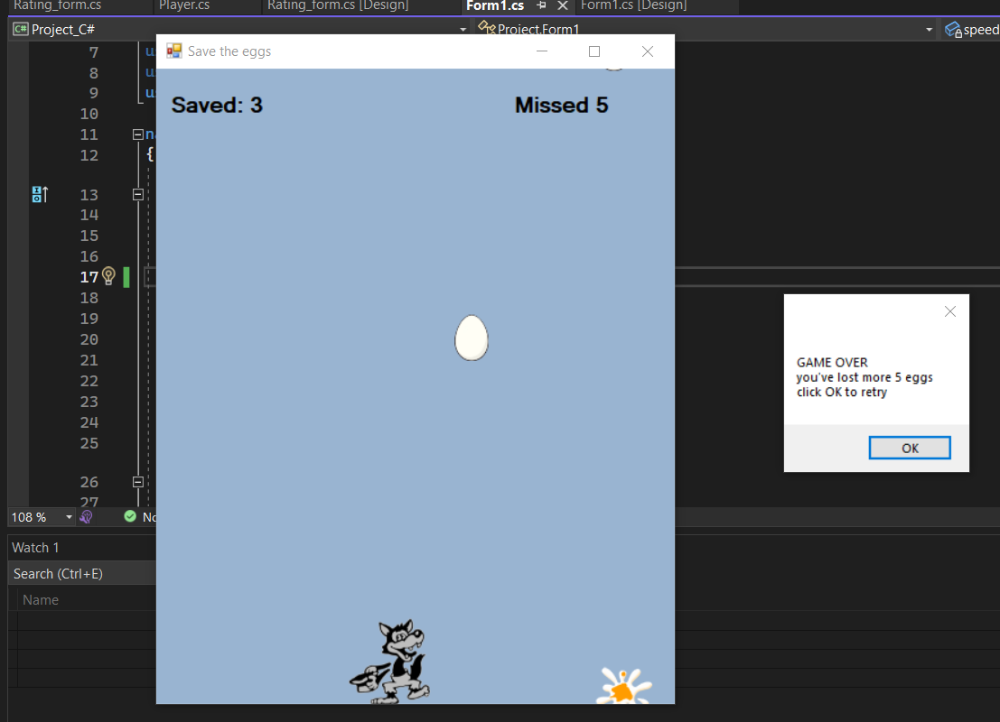 Rating_form.cs
Player.cs
Rating_form.cs [Design]
Form1.cs
Form1.cs [Design]
C# Project_C#
Project.Form1
speed
Save the eggs
Saved: 3
Missed 5
7
8
9
10
11
12
{
13
14
15
16
17
18
19
20
21
22
23
24
25
26
27
GAME OVER
you've lost more 5 eggs
click OK to retry
OK
108 %
No
Watch 1
Search (Ctrl+E)
Name